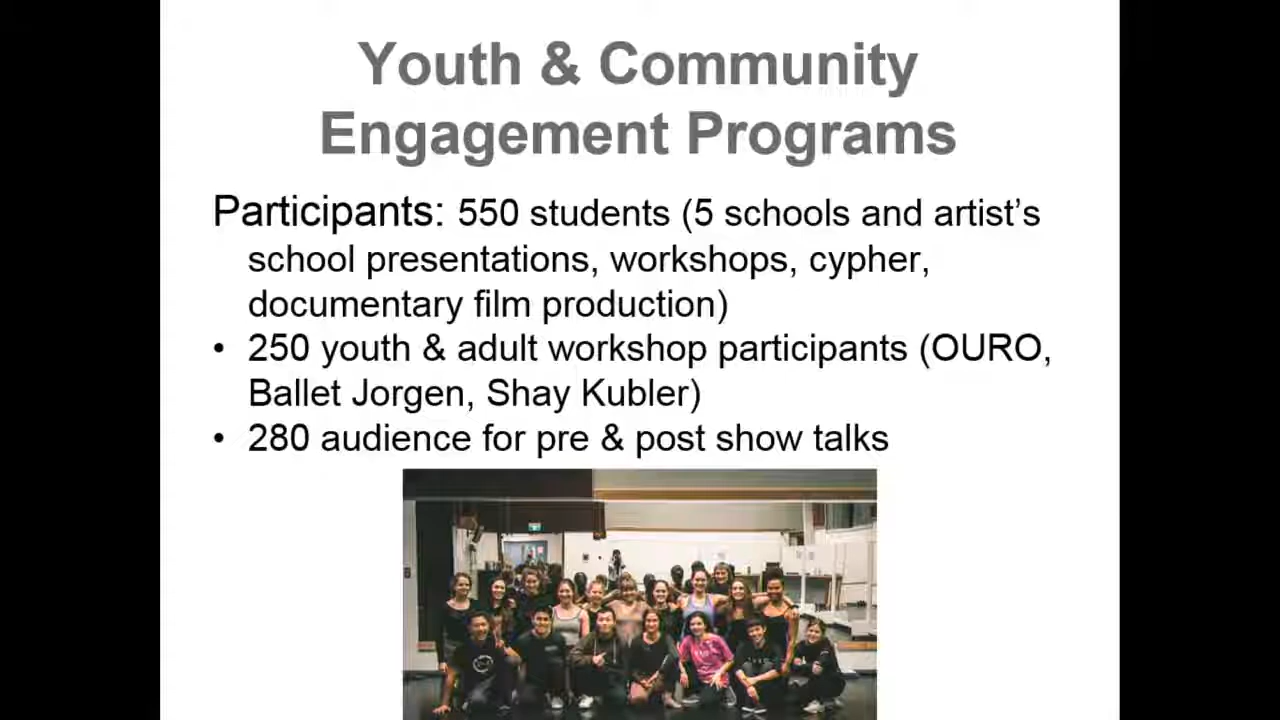 Youth & Community
Engagement Programs
Participants: 550 students (5 schools and artist’s
school presentations, workshops, cypher,
documentary film production)
• 250 youth & adult workshop participants (OURO,
Ballet Jorgen, Shay Kubler)
• 280 audience for pre & post show talks